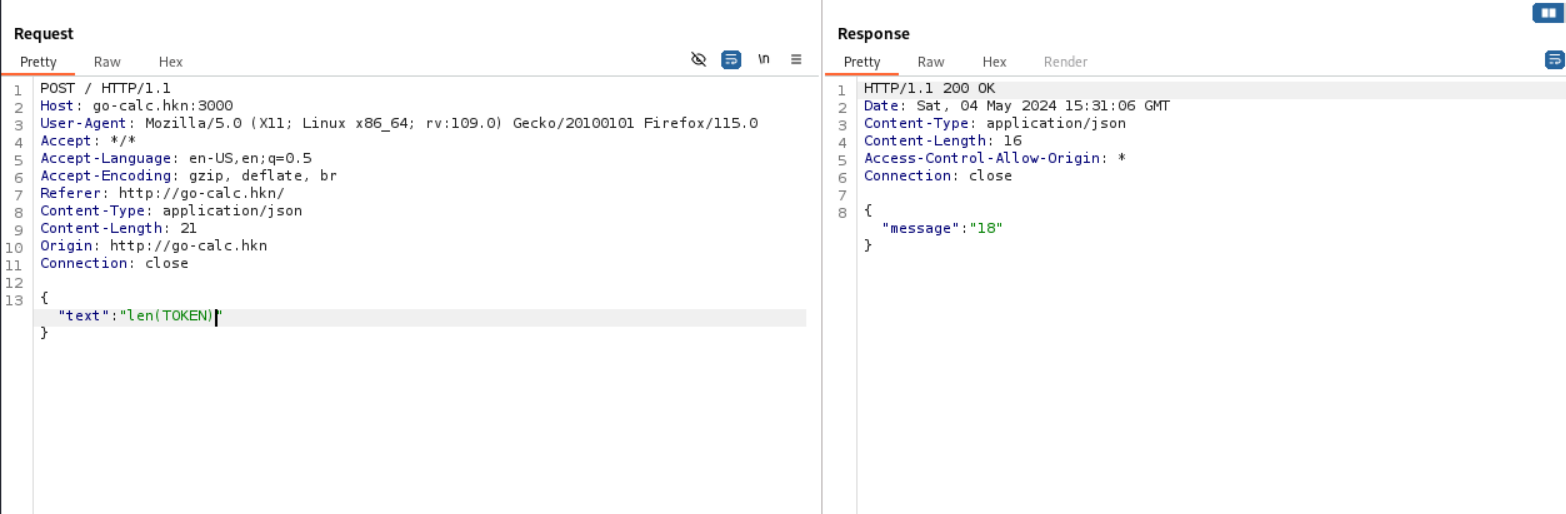 Request
Pretty Raw Hex \n
1 POST / HTTP/1.1
2 Host: go-calc.hkn:3000
3 User-Agent: Mozilla/5.0 (X11; Linux x86_64; rv:109.0) Gecko/20100101 Firefox/115.0
4 Accept: */*
5 Accept-Language: en-US,en;q=0.5
6 Accept-Encoding: gzip, deflate, br
7 Referer: http://go-calc.hkn/
8 Content-Type: application/json
9 Content-Length: 21
10 Origin: http://go-calc.hkn
11 Connection: close
12
13 {
"text":"len(TOKEN)"
}
Response
Pretty Raw Hex Render
1 HTTP/1.1 200 OK
2 Date: Sat, 04 May 2024 15:31:06 GMT
3 Content-Type: application/json
4 Content-Length: 16
5 Access-Control-Allow-Origin: *
6 Connection: close
7
8 {
"message":"18"
}